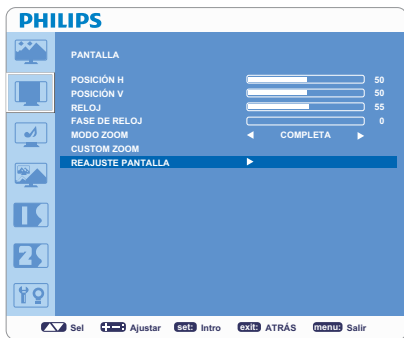 PHILIPS
PANTALLA
POSICIÓN H 50
POSICIÓN V 50
RELOJ 55
FASE DE RELOJ 0
MODO ZOOM COMPLETA
CUSTOM ZOOM
REAJUSTE PANTALLA
Sel Ajustar set: Intro exit: ATRÁS menu: Salir